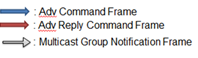 : Adv Command Frame
: Adv Reply Command Frame
: Multicast Group Notification Frame